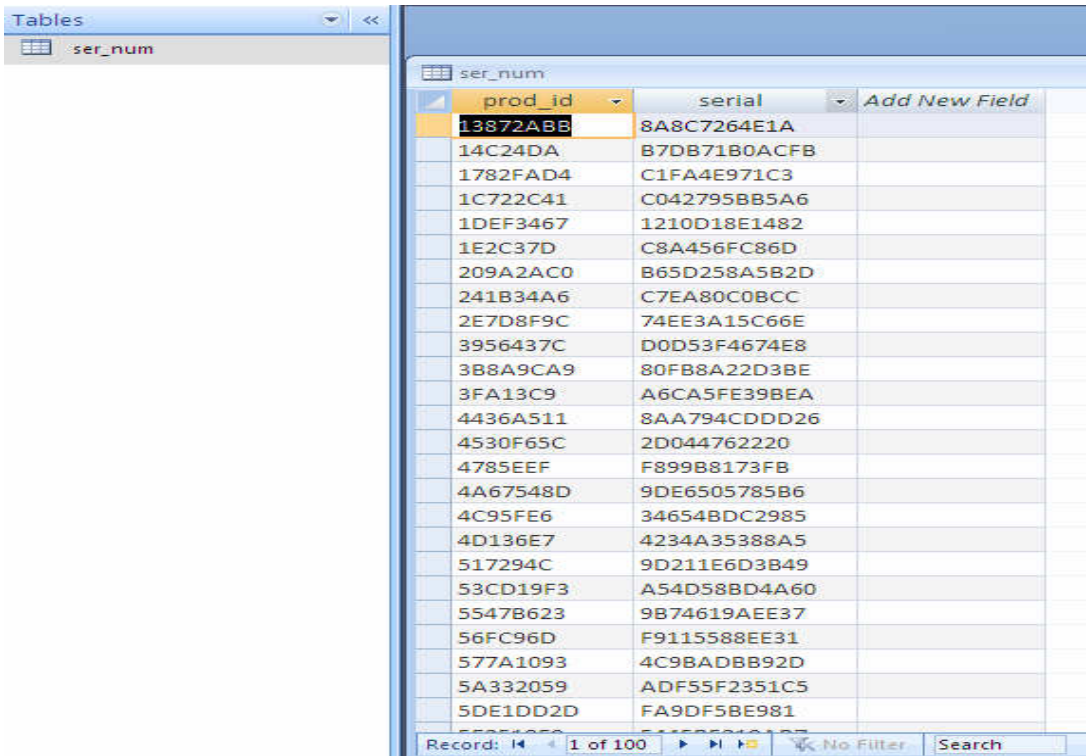 Tables
ser_num
ser_num
prod_id serial Add New Field
13872ABB 8A8C7264E1A
14C24DA B7DB71B0ACFB
1782FAD4 C1FA4E971C3
1C722C41 C042795BB5A6
1DEF3467 1210D18E1482
1E2C37D C8A456FC86D
209A2AC0 B65D258A5B2D
241B34A6 C7EA80C0BCC
2E7D8F9C 74EE3A15C66E
3956437C D0D53F4674E8
3B8A9CA9 80FB8A22D3BE
3FA13C9 A6CA5FE39BEA
4436A511 8AA794CDDD26
4530F65C 2D044762220
4785EEF F899B8173FB
4A67548D 9DE6505785B6
4C95FE6 34654BDC2985
4D136E7 4234A35388A5
517294C 9D211E6D3B49
53CD19F3 A54D58BD4A60
5547B623 9B74619AEE37
56FC96D F9115588EE31
577A1093 4C9BADBB92D
5A332059 ADF55F2351C5
5DE1DD2D FA9DF5BE981
Record: 1 of 100 No Filter Search